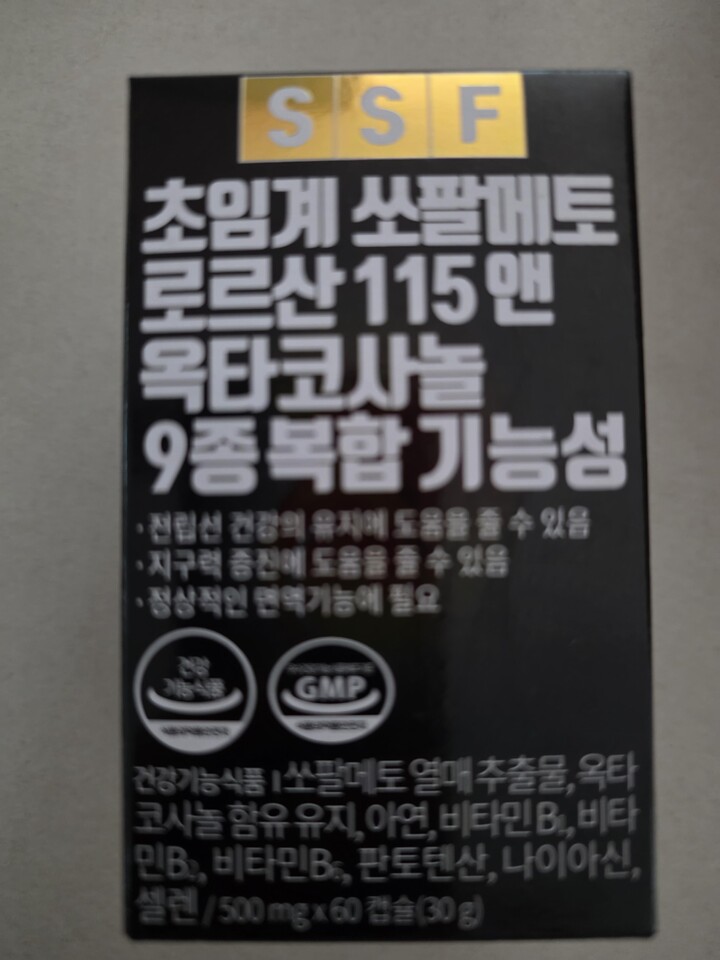 SSF
초임계 쏘팔메토
로르산 115 앤
옥타코사놀
9종 복합 기능성
· 전립선 건강의 유지에 도움을 줄 수 있음
· 지구력 증진에 도움을 줄 수 있음
· 정상적인 면역기능에 필요
건강
기능식품
GMP
건강기능식품 | 쏘팔메토 열매 추출물, 옥타
코사놀 함유 유지, 아연, 비타민 B₁, 비타
민B₂, 비타민B₆, 판토텐산, 나이아신,
셀렌 / 500 mg x 60 캡슐(30 g)